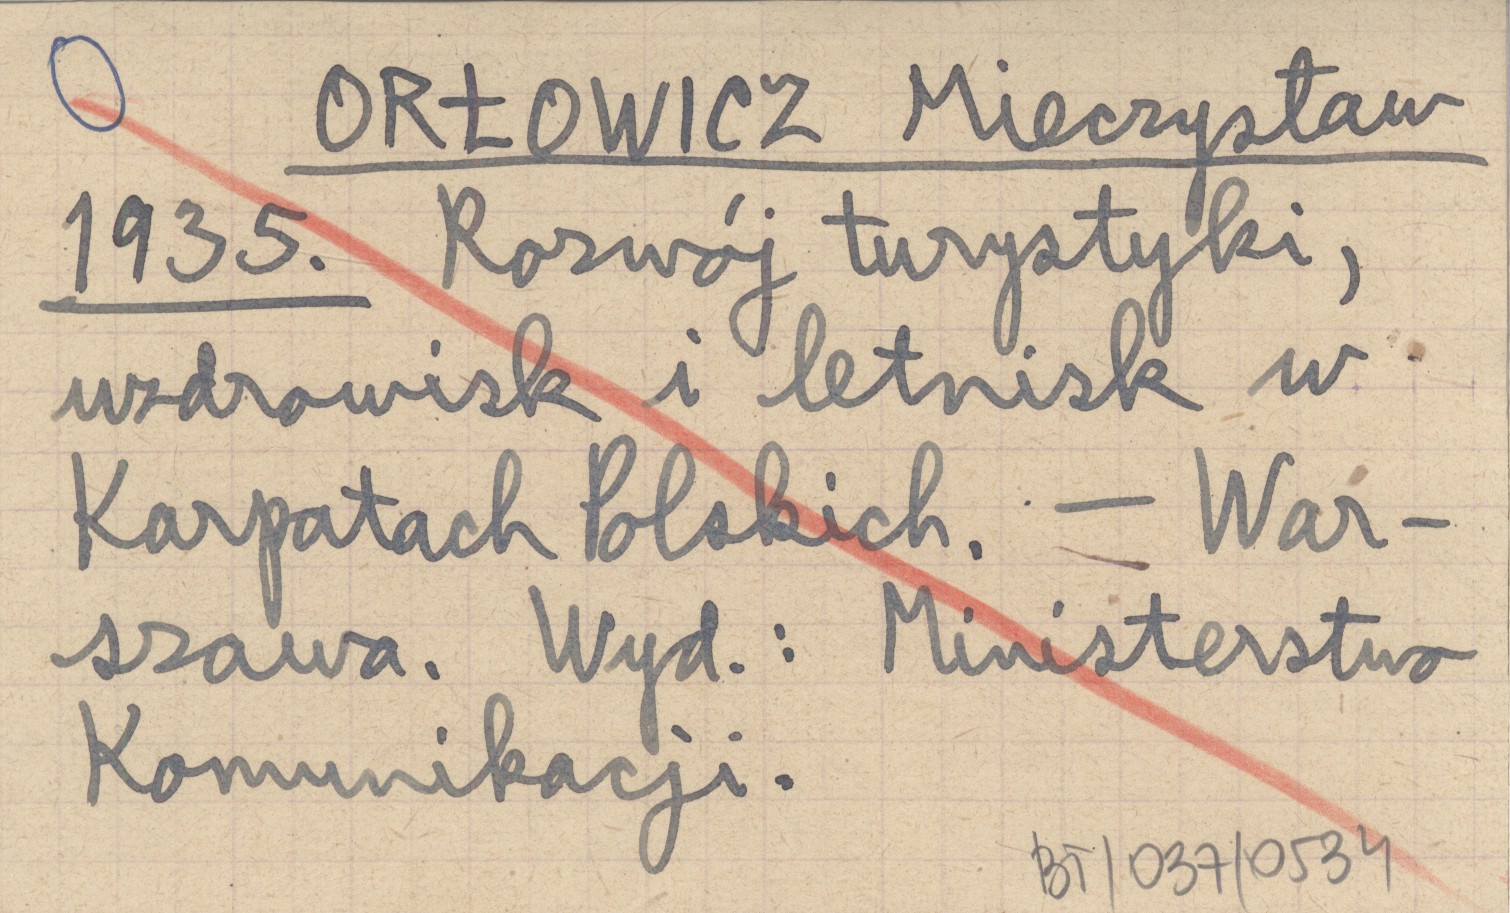 ORŁOWICZ Mieczysław
1935. Rozwój turystyki,
uzdrowisk i letnisk w
Karpatach Polskich. — War-
szawa. Wyd.: Ministerstwo
Komunikacji.
BT/037/0534